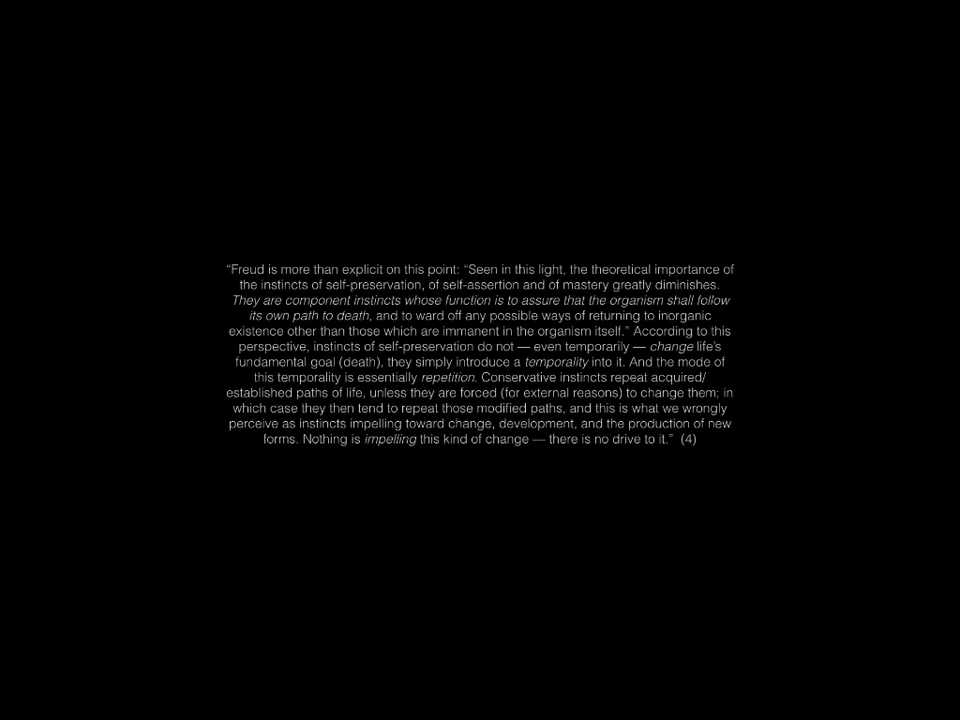 “Freud is more than explicit on this point: “Seen in this light, the theoretical importance of
the instincts of self-preservation, of self-assertion and of mastery greatly diminishes.
They are component instincts whose function is to assure that the organism shall follow
its own path to death, and to ward off any possible ways of returning to inorganic
existence other than those which are immanent in the organism itself.” According to this
perspective, instincts of self-preservation do not — even temporarily — change life’s
fundamental goal (death), they simply introduce a temporality into it. And the mode of
this temporality is essentially repetition. Conservative instincts repeat acquired/
established paths of life, unless they are forced (for external reasons) to change them; in
which case they then tend to repeat those modified paths, and this is what we wrongly
perceive as instincts impelling toward change, development, and the production of new
forms. Nothing is impelling this kind of change — there is no drive to it.” (4)